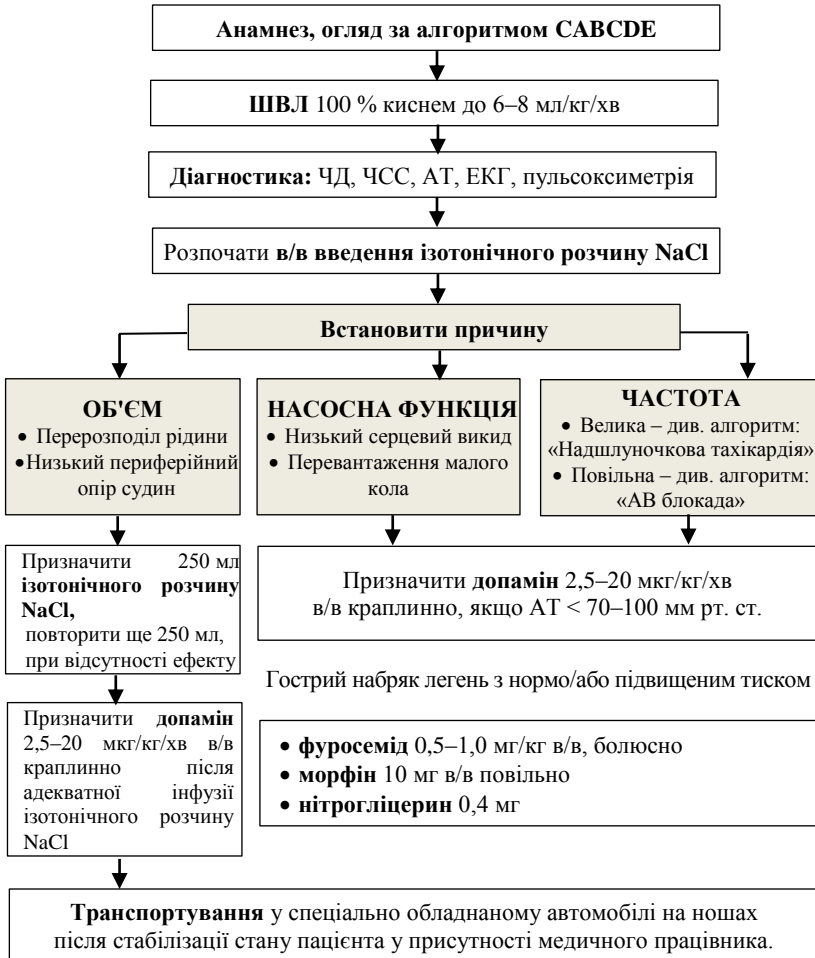 Анамнез, огляд за алгоритмом CABCDE
ШВЛ 100 % киснем до 6–8 мл/кг/хв
Діагностика: ЧД, ЧСС, АТ, ЕКГ, пульсоксиметрія
Розпочати в/в введення ізотонічного розчину NaCl
Встановити причину
ОБ'ЄМ
• Перерозподіл рідини
•Низький периферійний
опір судин
НАСОСНА ФУНКЦІЯ
• Низький серцевий викид
• Перевантаження малого
кола
ЧАСТОТА
• Велика – див. алгоритм:
«Надшлуночкова тахікардія»
• Повільна – див. алгоритм:
«АВ блокада»
Призначити 250 мл
ізотонічного розчину
NaCl,
повторити ще 250 мл,
при відсутності ефекту
Призначити допамін 2,5–20 мкг/кг/хв
в/в краплинно, якщо АТ < 70–100 мм рт. ст.
Гострий набряк легень з нормо/або підвищеним тиском
Призначити допамін
2,5–20 мкг/кг/хв в/в
краплинно після
адекватної інфузії
ізотонічного розчину
NaCl
• фуросемід 0,5–1,0 мг/кг в/в, болюсно
• морфін 10 мг в/в повільно
• нітрогліцерин 0,4 мг
Транспортування у спеціально обладнаному автомобілі на ношах
після стабілізації стану пацієнта у присутності медичного працівника.